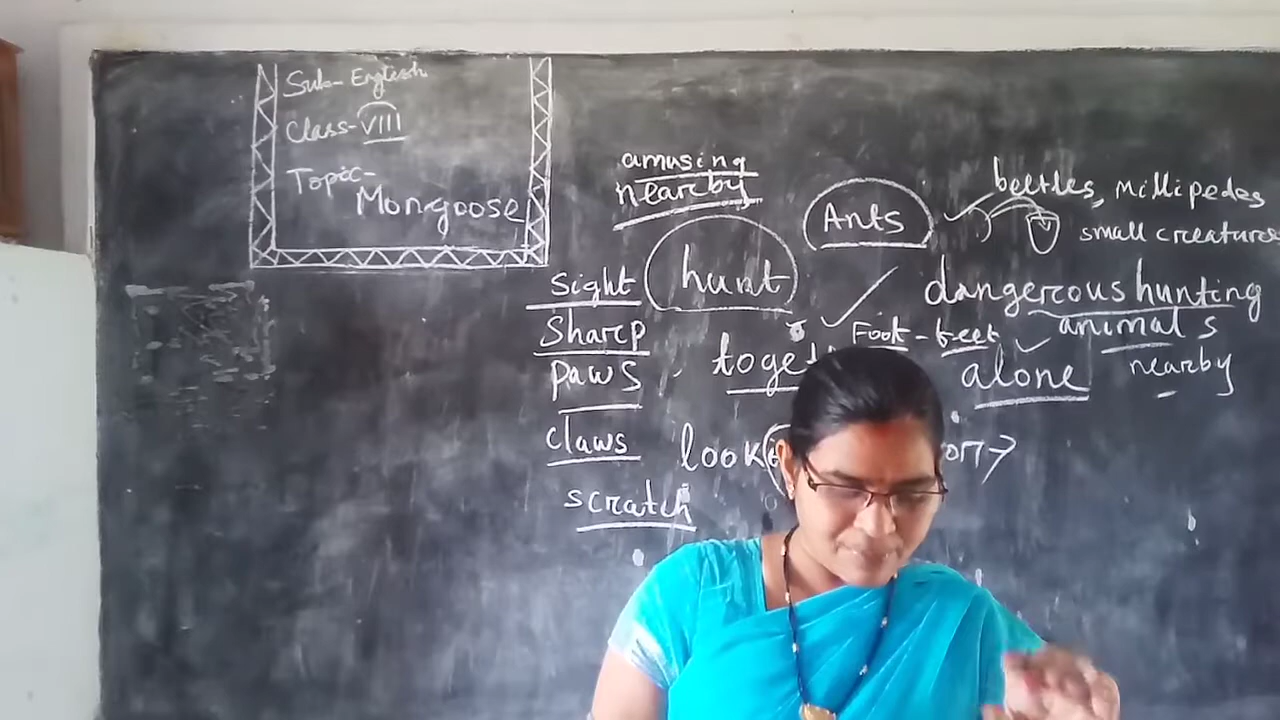 Sub- English
Class-VIII
Topic-
Mongoose
amusing
nearby
Ants
beetles, Millipedes
small creatures
hunt
sight
sharp
paws
claws
scratch
dangerous hunting
animals
nearby
Foot - feet
alone
look